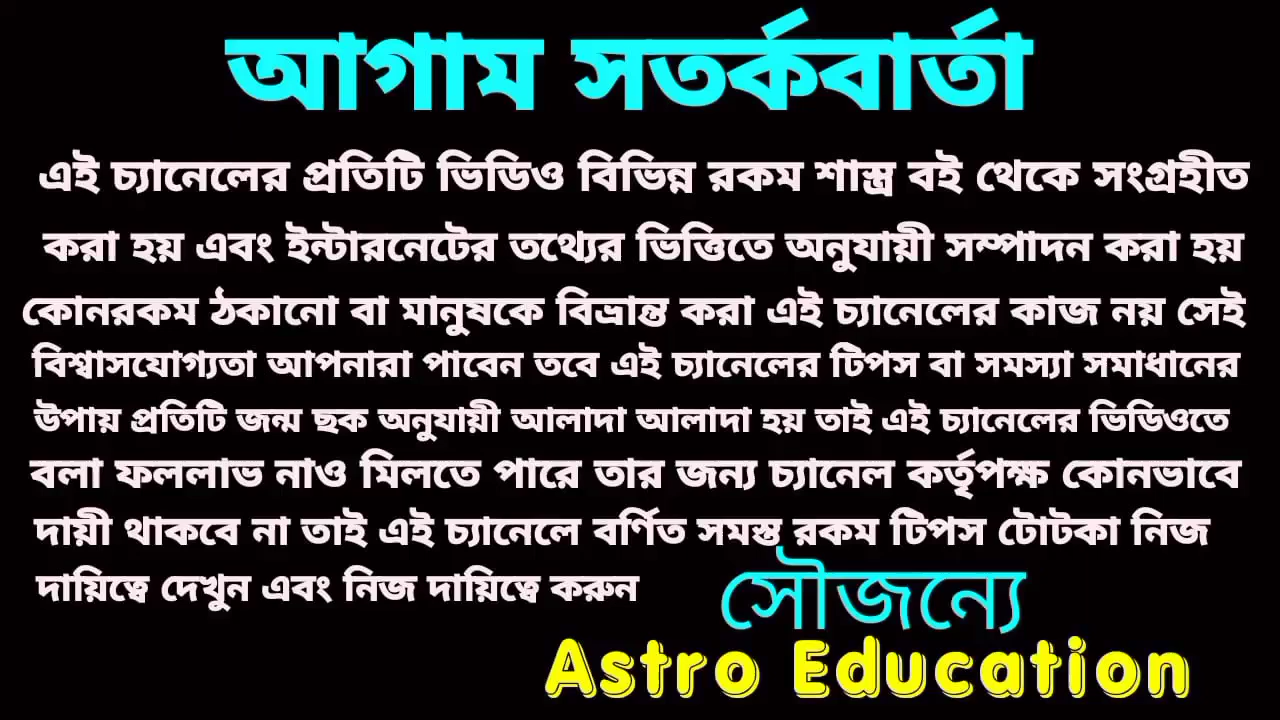 আগাম সতর্কবার্তা
এই চ্যানেলের প্রতিটি ভিডিও বিভিন্ন রকম শাস্ত্র বই থেকে সংগ্রহীত
করা হয় এবং ইন্টারনেটের তথ্যের ভিত্তিতে অনুযায়ী সম্পাদন করা হয়
কোনরকম ঠকানো বা মানুষকে বিভ্রান্ত করা এই চ্যানেলের কাজ নয় সেই
বিশ্বাসযোগ্যতা আপনারা পাবেন তবে এই চ্যানেলের টিপস বা সমস্যা সমাধানের
উপায় প্রতিটি জন্ম ছক অনুযায়ী আলাদা আলাদা হয় তাই এই চ্যানেলের ভিডিওতে
বলা ফললাভ নাও মিলতে পারে তার জন্য চ্যানেল কর্তৃপক্ষ কোনভাবে
দায়ী থাকবে না তাই এই চ্যানেলে বর্ণিত সমস্ত রকম টিপস টোটকা নিজ
দায়িত্বে দেখুন এবং নিজ দায়িত্বে করুন
সৌজন্যে
Astro Education